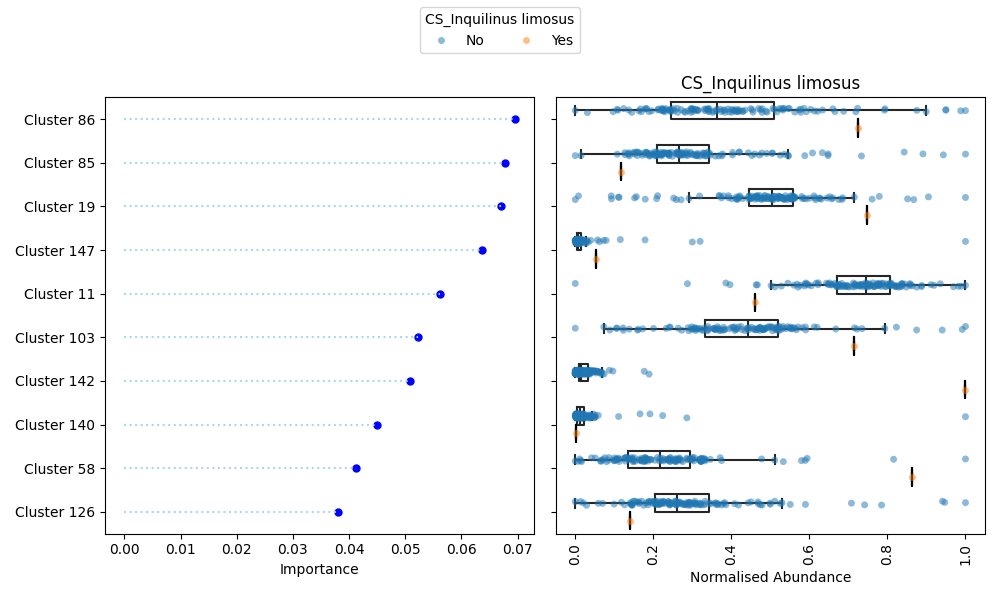 CS_Inquilinus limosus
No Yes
CS_Inquilinus limosus
Cluster 86
Cluster 85
Cluster 19
Cluster 147
Cluster 11
Cluster 103
Cluster 142
Cluster 140
Cluster 58
Cluster 126
0.00 0.01 0.02 0.03 0.04 0.05 0.06 0.07
Importance
0.0 0.2 0.4 0.6 0.8 1.0
Normalised Abundance